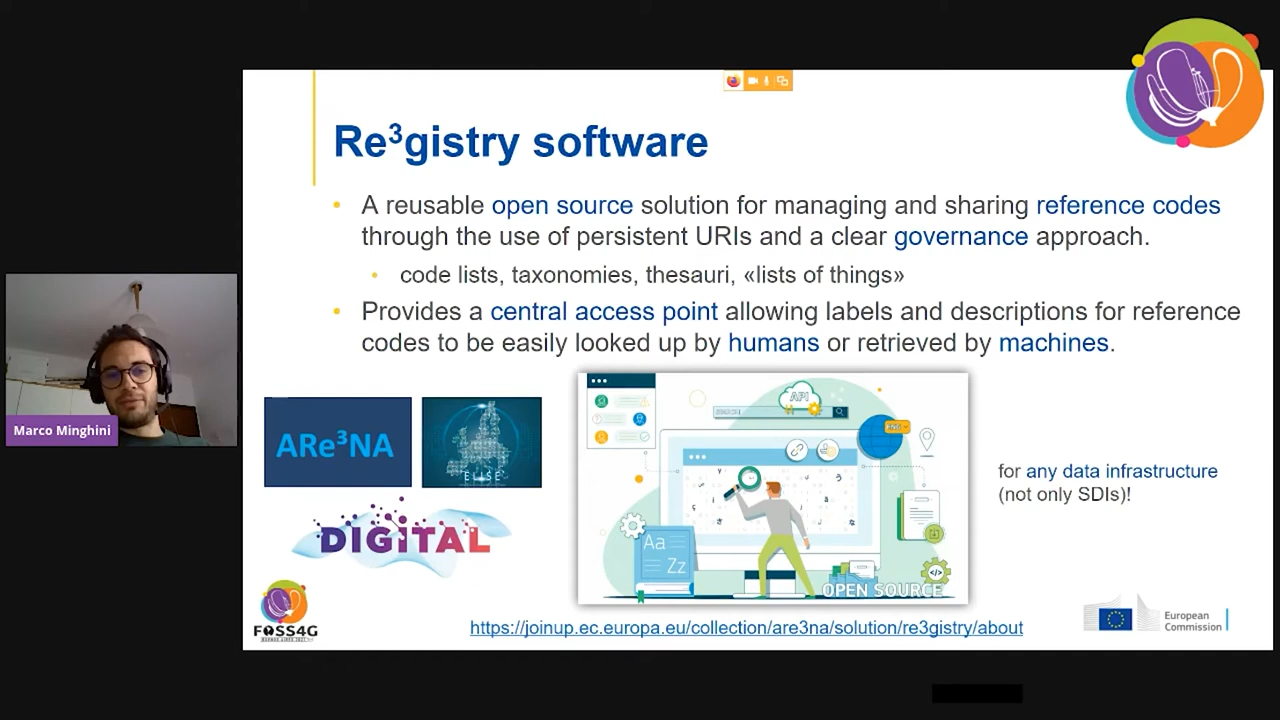 Re³gistry software
• A reusable open source solution for managing and sharing reference codes
through the use of persistent URIs and a clear governance approach.
• code lists, taxonomies, thesauri, «lists of things»
• Provides a central access point allowing labels and descriptions for reference
codes to be easily looked up by humans or retrieved by machines.
Marco Minghini
ARe³NA
ELISE
DIGITAL
API
Aa
Zz
</>
OPEN SOURCE
for any data infrastructure
(not only SDIs)!
FOSS4G
https://joinup.ec.europa.eu/collection/are3na/solution/re3gistry/about
European
Commission